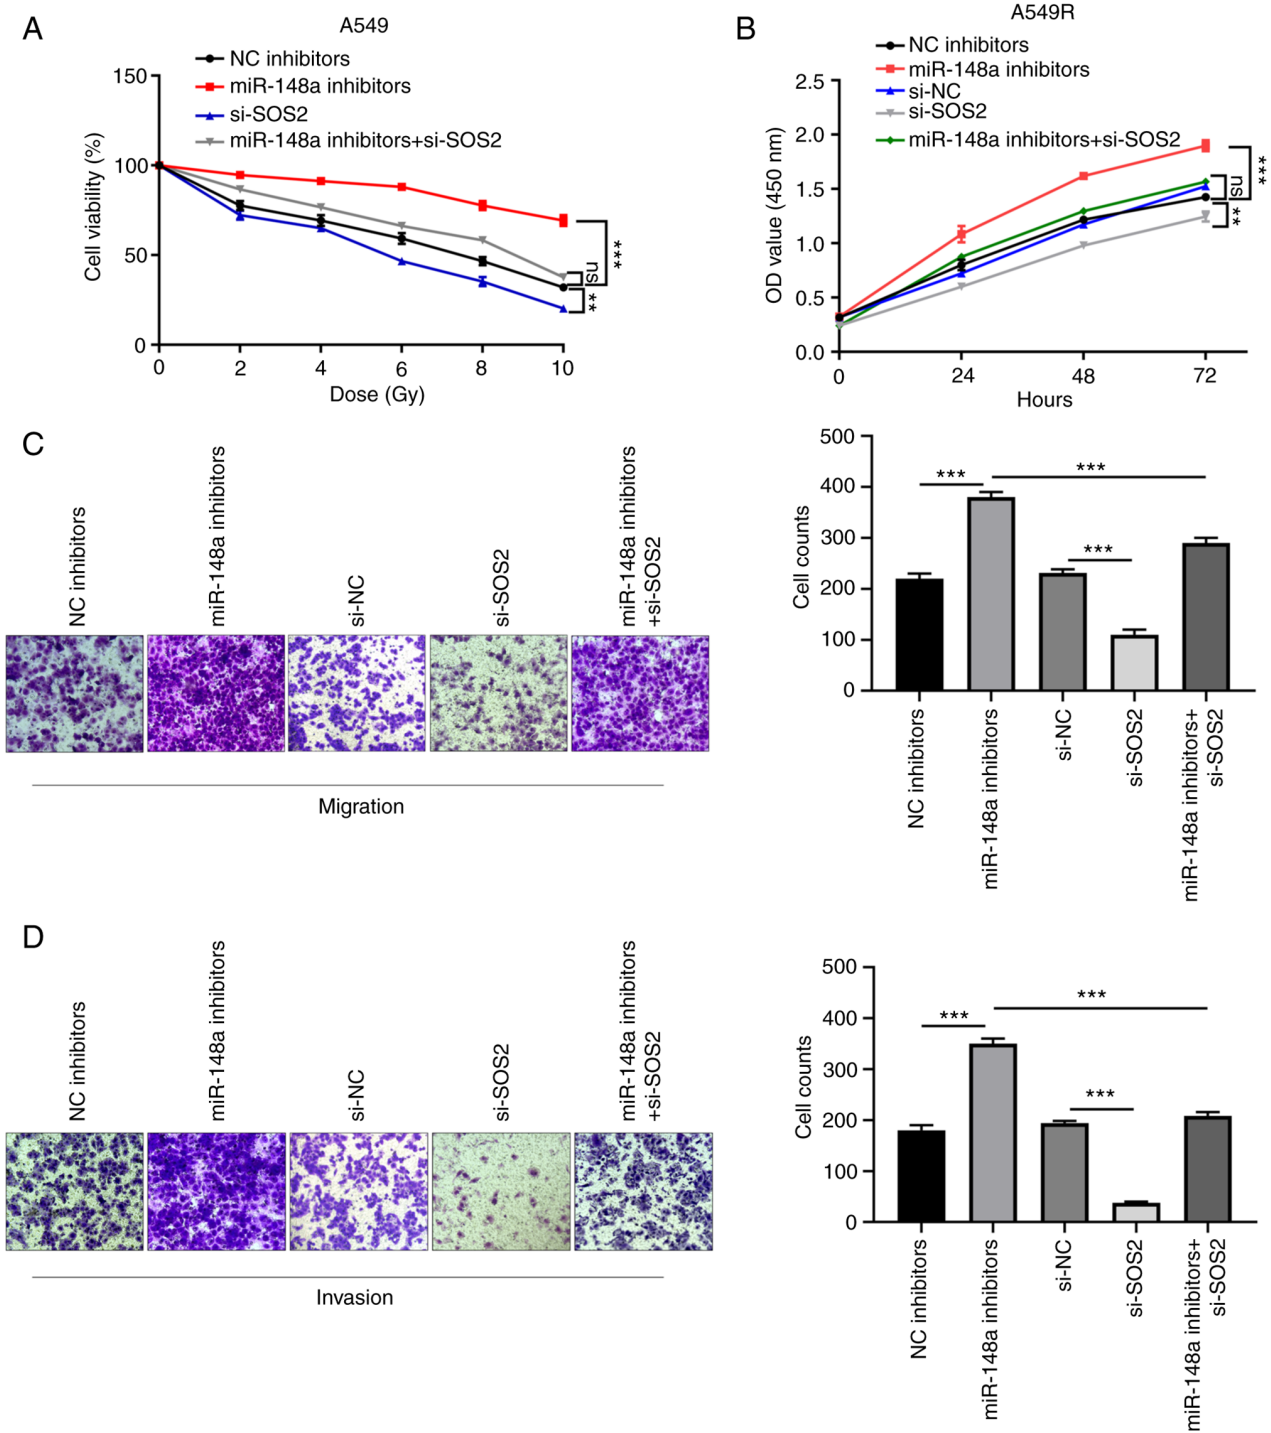 A
A549
NC inhibitors
miR-148a inhibitors
si-SOS2
miR-148a inhibitors+si-SOS2
150
100
50
0
Cell viability (%)
0 2 4 6 8 10
Dose (Gy)
***
ns
**
B
A549R
NC inhibitors
miR-148a inhibitors
si-NC
si-SOS2
miR-148a inhibitors+si-SOS2
2.5
2.0
1.5
1.0
0.5
0.0
OD value (450 nm)
0 24 48 72
Hours
***
ns
**
C
NC inhibitors
miR-148a inhibitors
si-NC
si-SOS2
miR-148a inhibitors
+si-SOS2
Migration
500
400
300
200
100
0
Cell counts
***
***
***
NC inhibitors
miR-148a inhibitors
si-NC
si-SOS2
miR-148a inhibitors+
si-SOS2
D
NC inhibitors
miR-148a inhibitors
si-NC
si-SOS2
miR-148a inhibitors
+si-SOS2
Invasion
500
400
300
200
100
0
Cell counts
***
***
***
NC inhibitors
miR-148a inhibitors
si-NC
si-SOS2
miR-148a inhibitors+
si-SOS2